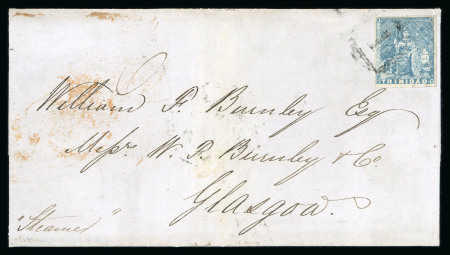 TRINIDAD
William F. Burnley Esq
Messrs. W. P. Burnley & Co.
Glasgow.
"Steamer"